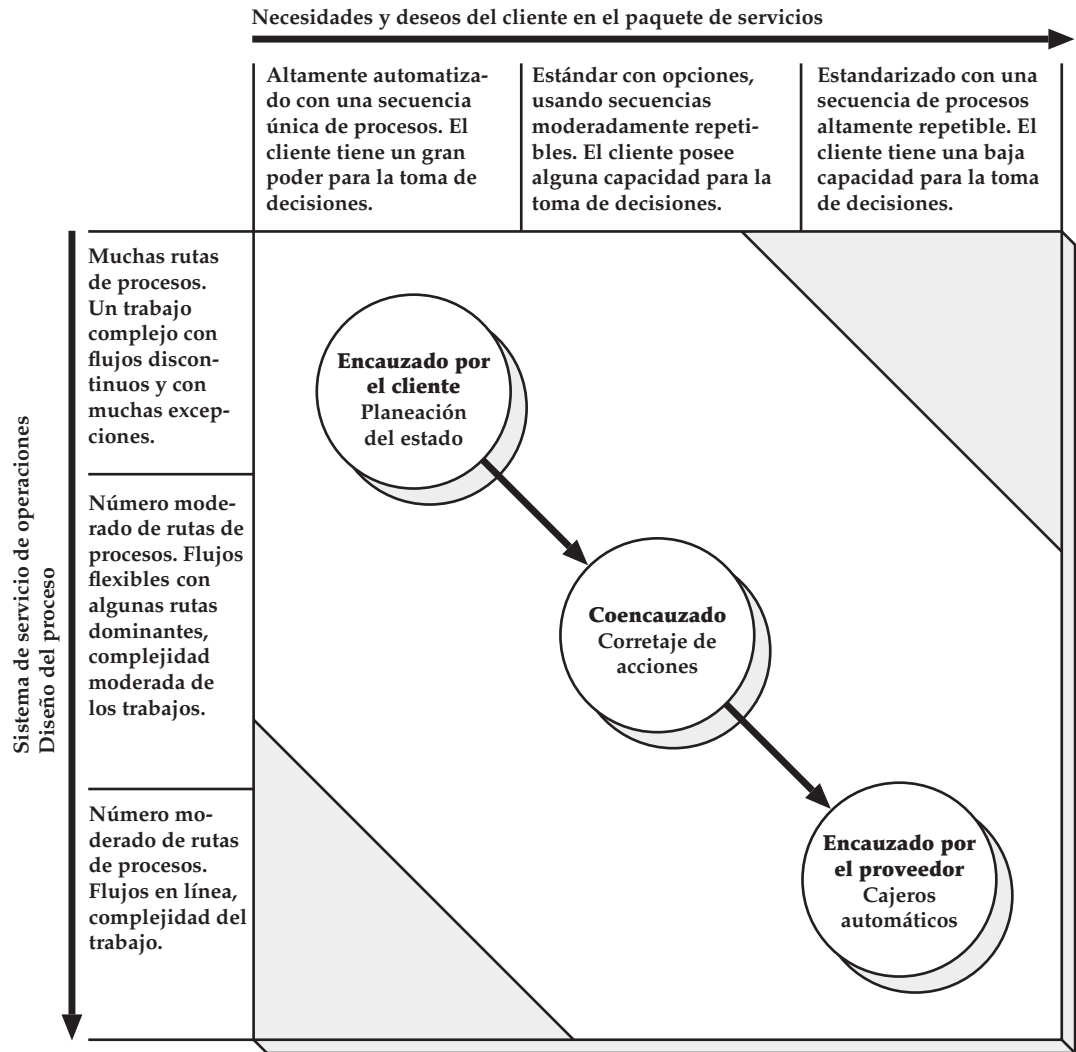 Necesidades y deseos del cliente en el paquete de servicios
Altamente automatiza-
do con una secuencia
única de procesos. El
cliente tiene un gran
poder para la toma de
decisiones.
Estándar con opciones,
usando secuencias
moderadamente repeti-
bles. El cliente posee
alguna capacidad para la
toma de decisiones.
Estandarizado con una
secuencia de procesos
altamente repetible. El
cliente tiene una baja
capacidad para la toma
de decisiones.
Sistema de servicio de operaciones
Diseño del proceso
Muchas rutas
de procesos.
Un trabajo
complejo con
flujos discon-
tinuos y con
muchas excep-
ciones.
Número mode-
rado de rutas de
procesos. Flujos
flexibles con
algunas rutas
dominantes,
complejidad
moderada de
los trabajos.
Número mo-
derado de rutas
de procesos.
Flujos en línea,
complejidad del
trabajo.
Encauzado por
el cliente
Planeación
del estado
Coencauzado
Corretaje de
acciones
Encauzado por
el proveedor
Cajeros
automáticos